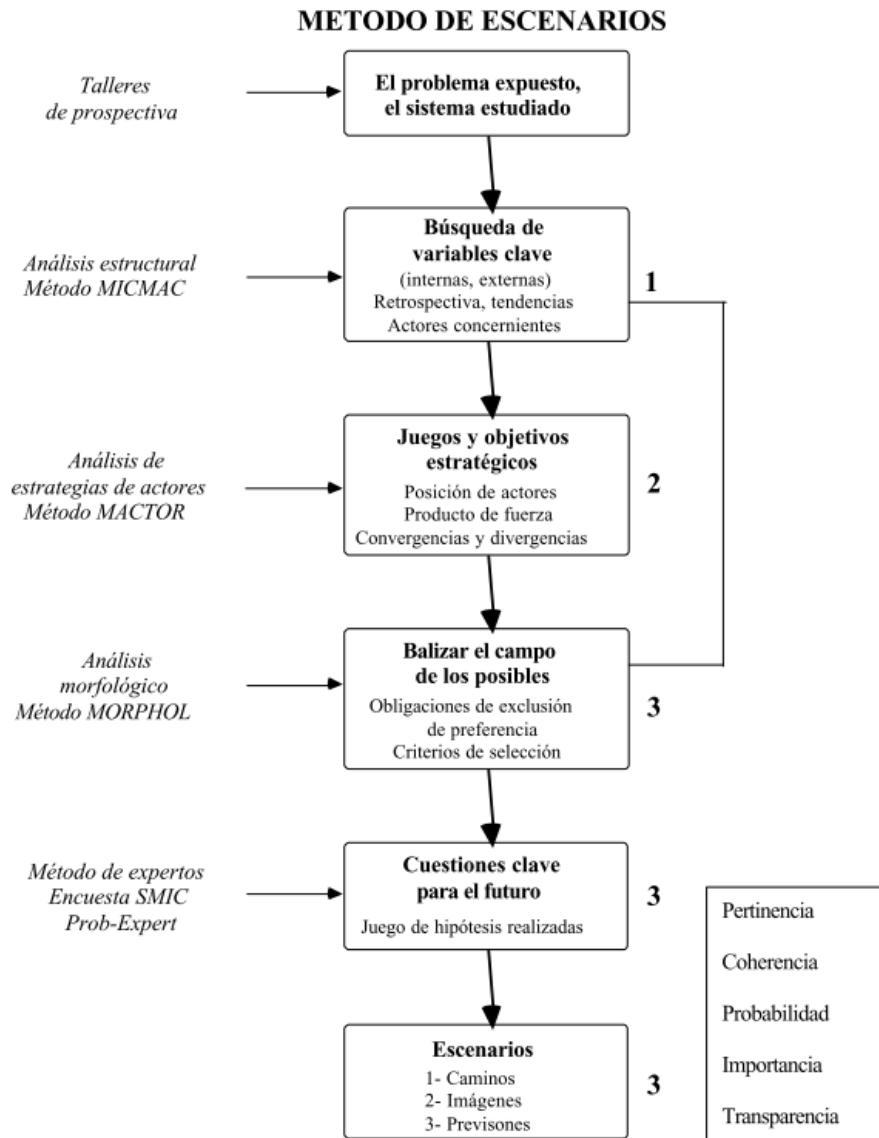 METODO DE ESCENARIOS
Talleres
de prospectiva
El problema expuesto,
el sistema estudiado
Análisis estructural
Método MICMAC
Búsqueda de
variables clave
(internas, externas)
Retrospectiva, tendencias
Actores concernientes
1
Análisis de
estrategias de actores
Método MACTOR
Juegos y objetivos
estratégicos
Posición de actores
Producto de fuerza
Convergencias y divergencias
2
Análisis
morfológico
Método MORPHOL
Balizar el campo
de los posibles
Obligaciones de exclusión
de preferencia
Criterios de selección
3
Método de expertos
Encuesta SMIC
Prob-Expert
Cuestiones clave
para el futuro
Juego de hipótesis realizadas
3
Escenarios
1- Caminos
2- Imágenes
3- Previsones
3
Pertinencia
Coherencia
Probabilidad
Importancia
Transparencia